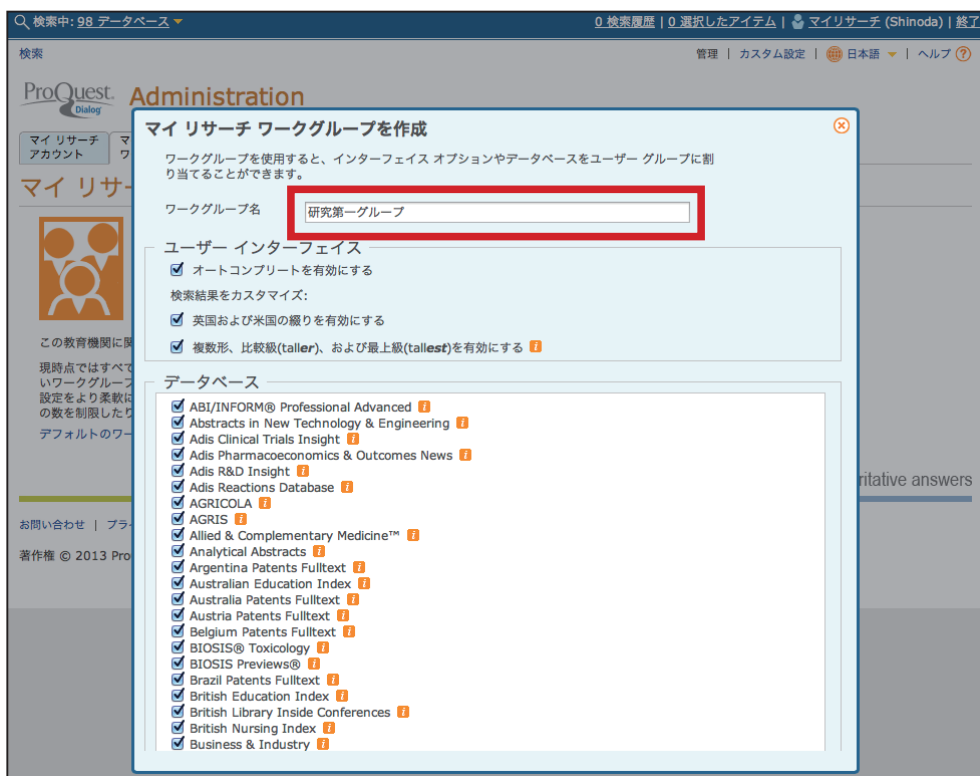 検索中: 98 データベース
0 検索履歴 | 0 選択したアイテム | マイリサーチ (Shinoda) | 終了
検索
管理 | カスタム設定 | 日本語 | ヘルプ ?
ProQuest Dialog Administration
マイ リサーチ
アカウント
マイ リサー
この教育機関に関
現時点ではすべて
いワークグループ
設定をより柔軟に
の数を制限したり
デフォルトのワー
ritative answers
お問い合わせ | プラ
著作権 © 2013 Pro
マイ リサーチ ワークグループを作成
ワークグループを使用すると、インターフェイス オプションやデータベースをユーザー グループに割
り当てることができます。
ワークグループ名 研究第一グループ
ユーザー インターフェイス
オートコンプリートを有効にする
検索結果をカスタマイズ:
英国および米国の綴りを有効にする
複数形、比較級(taller)、および最上級(tallest)を有効にする i
データベース
ABI/INFORM® Professional Advanced i
Abstracts in New Technology & Engineering i
Adis Clinical Trials Insight i
Adis Pharmacoeconomics & Outcomes News i
Adis R&D Insight i
Adis Reactions Database i
AGRICOLA i
AGRIS i
Allied & Complementary Medicine™ i
Analytical Abstracts i
Argentina Patents Fulltext i
Australian Education Index i
Australia Patents Fulltext i
Austria Patents Fulltext i
Belgium Patents Fulltext i
BIOSIS® Toxicology i
BIOSIS Previews® i
Brazil Patents Fulltext i
British Education Index i
British Library Inside Conferences i
British Nursing Index i
Business & Industry i